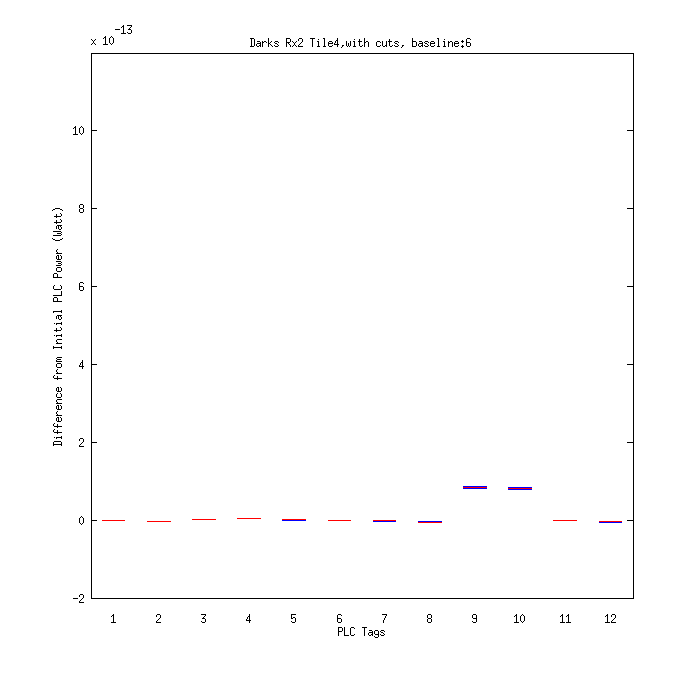 x 10-13
Darks Rx2 Tile4,with cuts, baseline:6
10
8
6
4
2
0
-2
Difference from Initial PLC Power (Watt)
1 2 3 4 5 6 7 8 9 10 11 12
PLC Tags